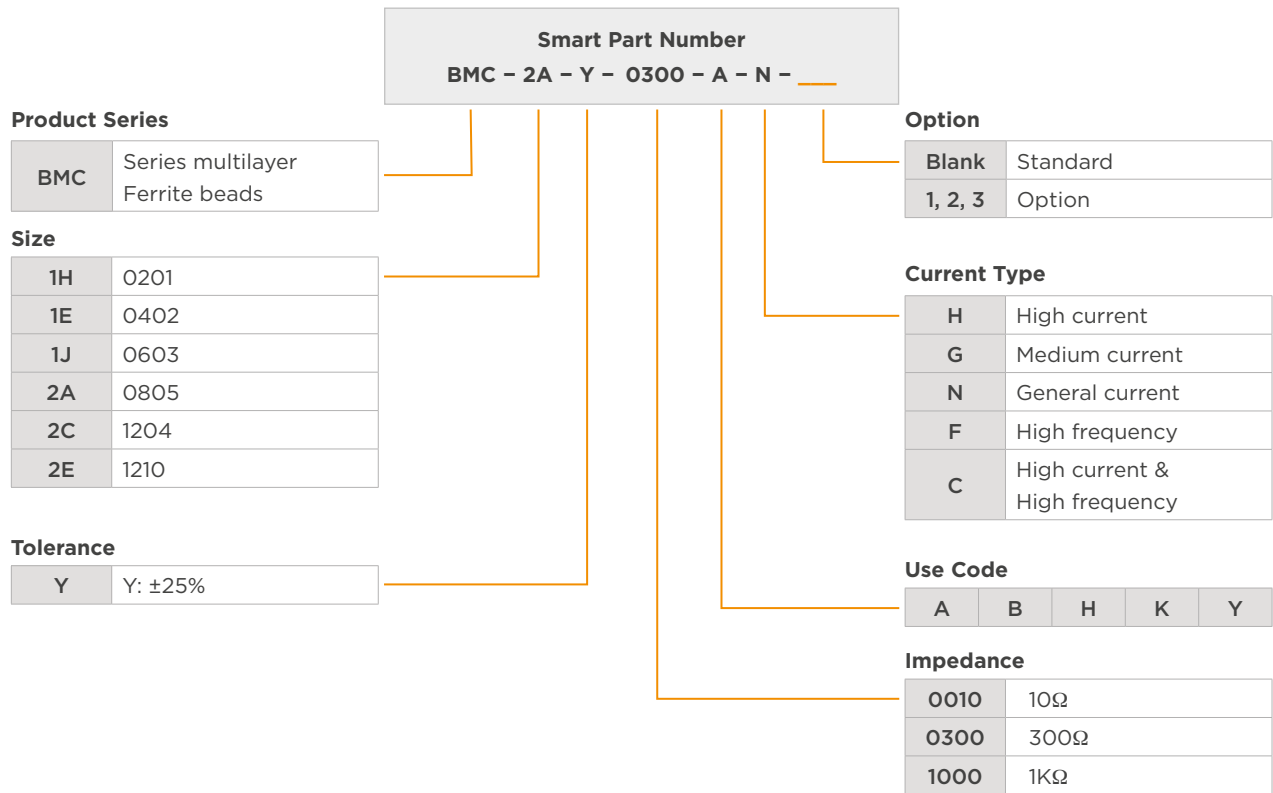 Smart Part Number
BMC – 2A – Y – 0300 – A – N – ___
Product Series
BMC Series multilayer
Ferrite beads
Size
1H 0201
1E 0402
1J 0603
2A 0805
2C 1204
2E 1210
Tolerance
Y Y: ±25%
Option
Blank Standard
1, 2, 3 Option
Current Type
H High current
G Medium current
N General current
F High frequency
C High current &
High frequency
Use Code
A B H K Y
Impedance
0010 10Ω
0300 300Ω
1000 1KΩ